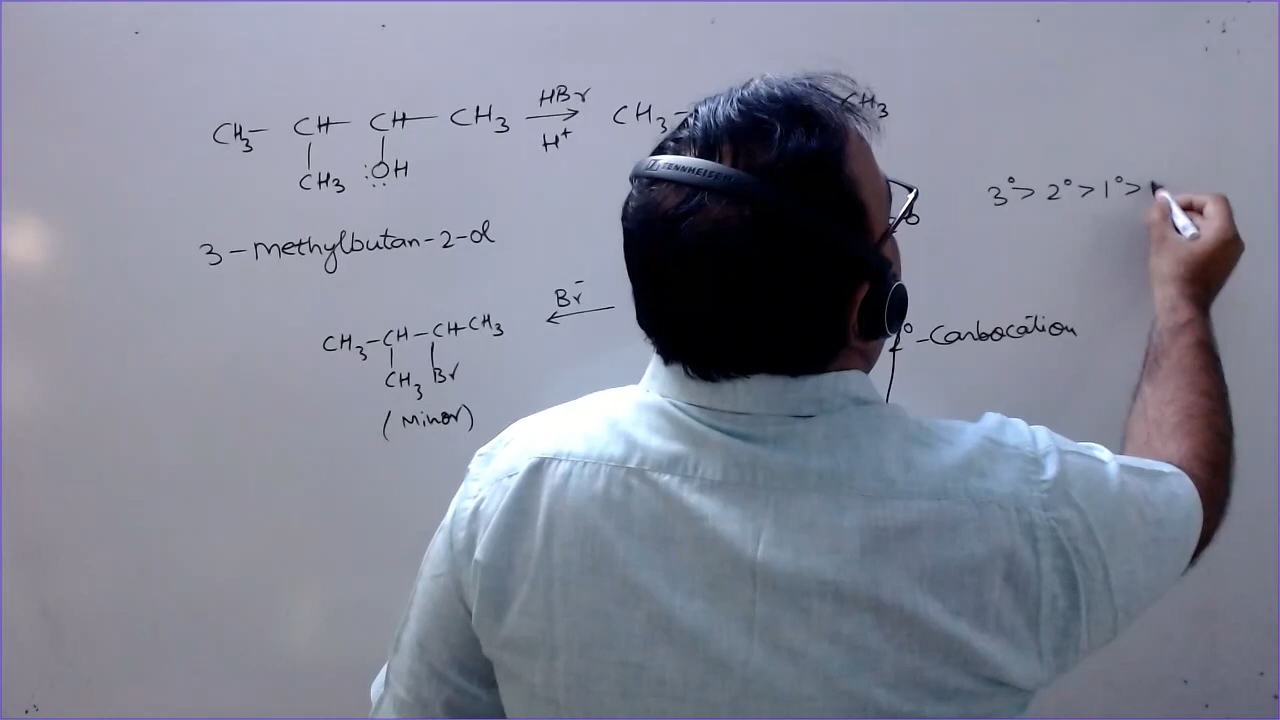 CH3— CH— CH— CH3 HBr → H+ CH3— CH3
CH3 :OH
3-methylbutan-2-ol
3° > 2° > 1° >
SENNHEISER
Br- ←
CH3-CH-CH-CH3
CH3 Br
(Minor)
-Carbocation